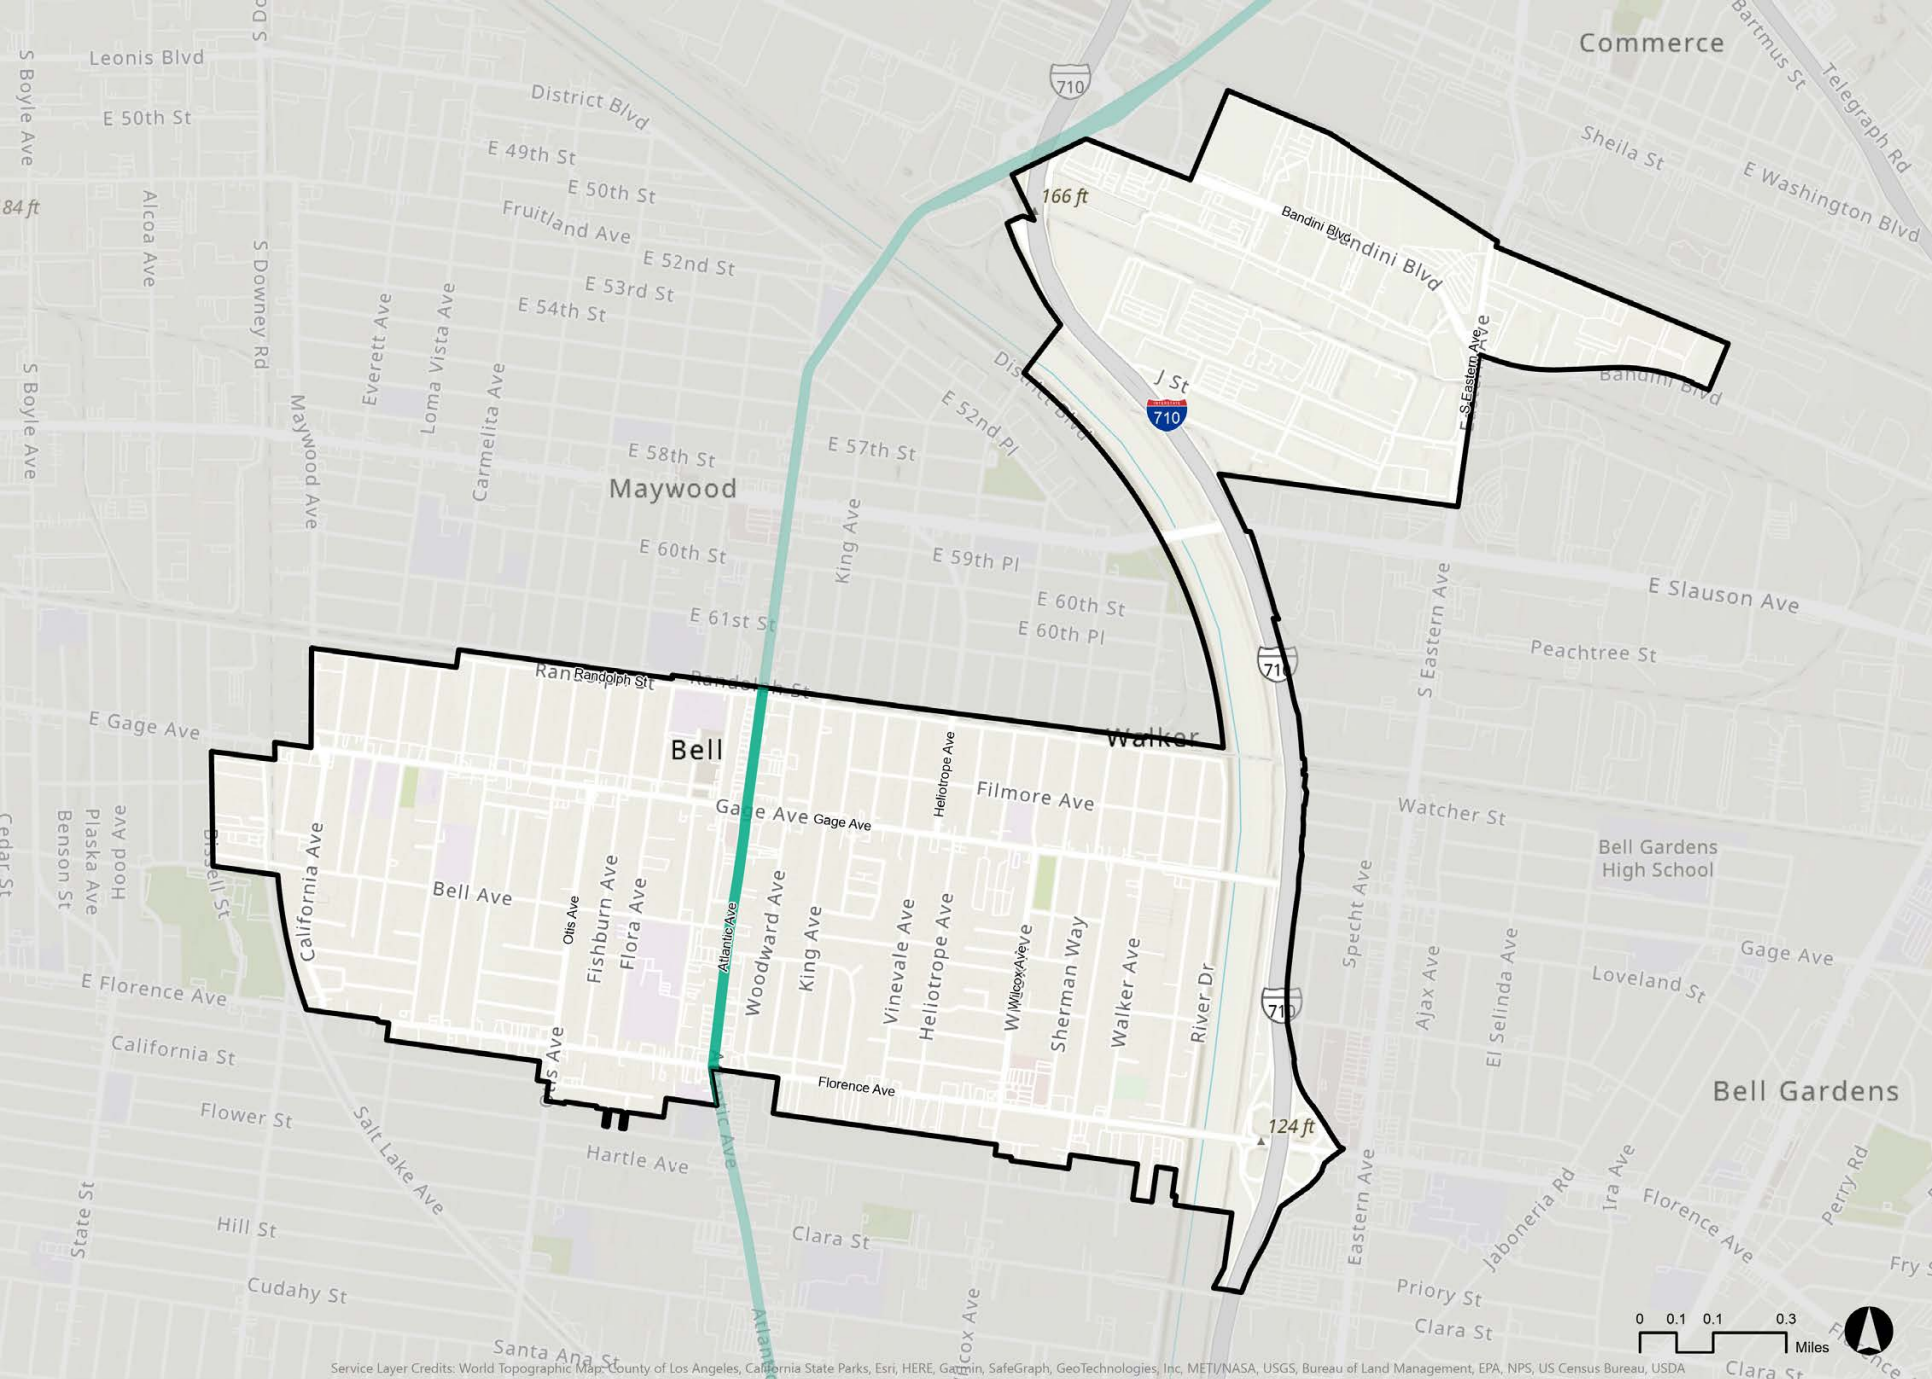 Commerce
Leonis Blvd
S Boyle Ave
Bartmus St
Telegraph Rd
710
District Blvd
E 50th St
Sheila St
E 49th St
E Washington Blvd
E 50th St
166 ft
84 ft
Alcoa Ave
Fruitland Ave
Bandini Blvd
Bandini Blvd
S Downey Rd
E 52nd St
E 53rd St
E 54th St
Everett Ave
Loma Vista Ave
S Eastern Ave
District Blvd
J St
Bandini Blvd
S Boyle Ave
Maywood Ave
Carmelita Ave
710
E 52nd Pl
E 57th St
E 58th St
Maywood
King Ave
E 60th St
E 59th Pl
E Slauson Ave
E 60th St
E 61st St
E 60th Pl
S Eastern Ave
Peachtree St
710
Randolph St
Randolph St
Randolph St
E Gage Ave
Bell
Walker
Heliotrope Ave
Filmore Ave
Gage Ave
Gage Ave
Watcher St
Bell Gardens
High School
Cedar St
Benson St
Plaska Ave
Hood Ave
Bissell St
California Ave
Bell Ave
Otis Ave
Fishburn Ave
Flora Ave
Atlantic Ave
Woodward Ave
King Ave
Vinevale Ave
Heliotrope Ave
Wilcox Ave
Wilcox Ave
Sherman Way
Walker Ave
River Dr
Specht Ave
Ajax Ave
El Selinda Ave
Gage Ave
Loveland St
E Florence Ave
710
California St
Otis Ave
Florence Ave
Bell Gardens
Flower St
124 ft
Salt Lake Ave
Hartle Ave
Atlantic Ave
Eastern Ave
Jaboneria Rd
Ira Ave
Perry Rd
Florence Ave
State St
Hill St
Clara St
Cudahy St
Priory St
Clara St
Santa Ana St
0 0.1 0.1 0.3
Miles
Clara St
Service Layer Credits: World Topographic Map: County of Los Angeles, California State Parks, Esri, HERE, Garmin, SafeGraph, GeoTechnologies, Inc, METI/NASA, USGS, Bureau of Land Management, EPA, NPS, US Census Bureau, USDA